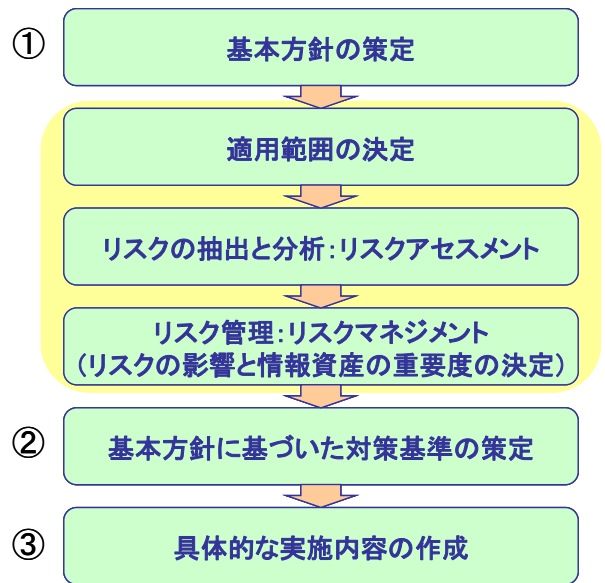 ① 基本方針の策定
適用範囲の決定
リスクの抽出と分析:リスクアセスメント
リスク管理:リスクマネジメント
(リスクの影響と情報資産の重要度の決定)
② 基本方針に基づいた対策基準の策定
③ 具体的な実施内容の作成